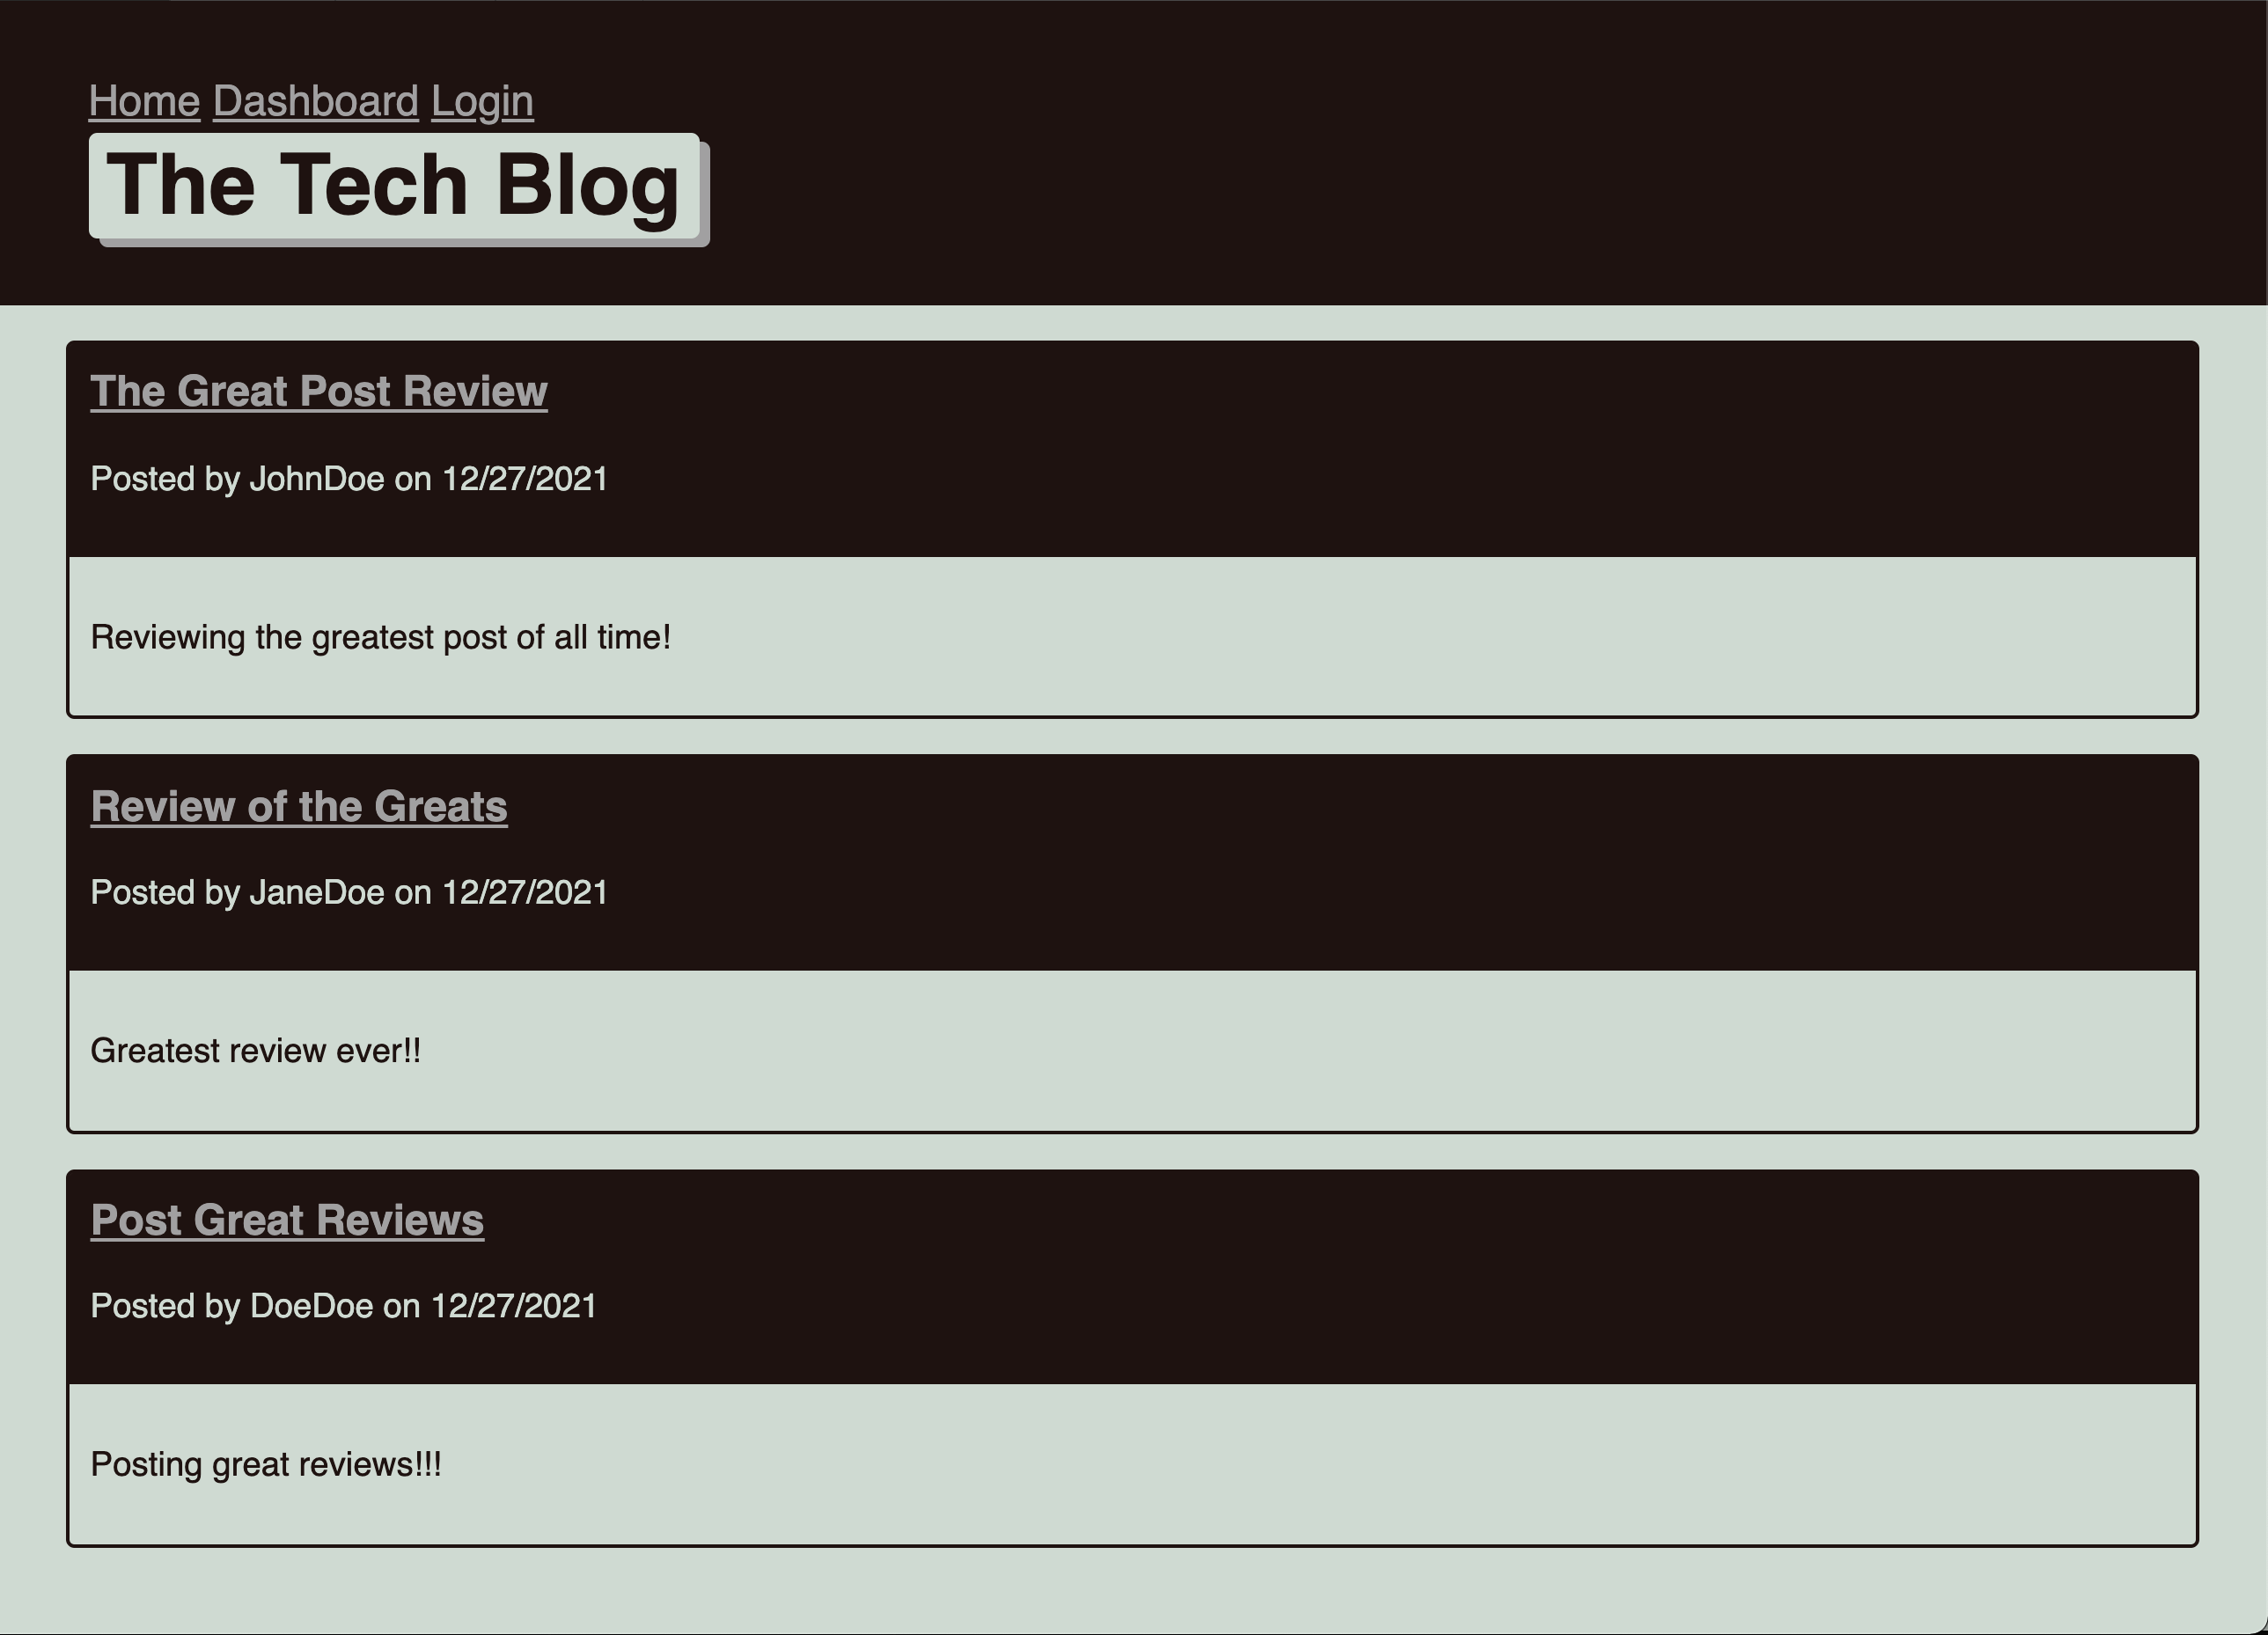 Home Dashboard Login
The Tech Blog
The Great Post Review
Posted by JohnDoe on 12/27/2021
Reviewing the greatest post of all time!
Review of the Greats
Posted by JaneDoe on 12/27/2021
Greatest review ever!!
Post Great Reviews
Posted by DoeDoe on 12/27/2021
Posting great reviews!!!